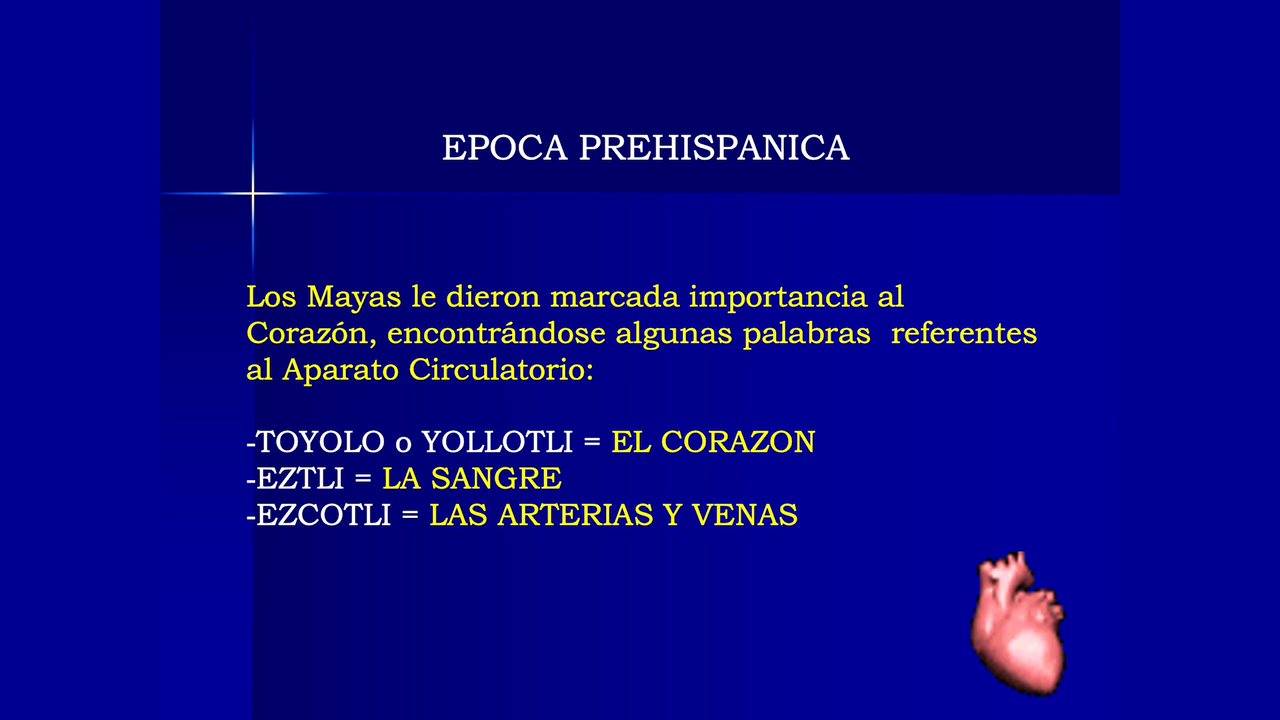 EPOCA PREHISPANICA
Los Mayas le dieron marcada importancia al
Corazón, encontrándose algunas palabras  referentes
al Aparato Circulatorio:
-TOYOLO o YOLLOTLI = EL CORAZON
-EZTLI = LA SANGRE
-EZCOTLI = LAS ARTERIAS Y VENAS